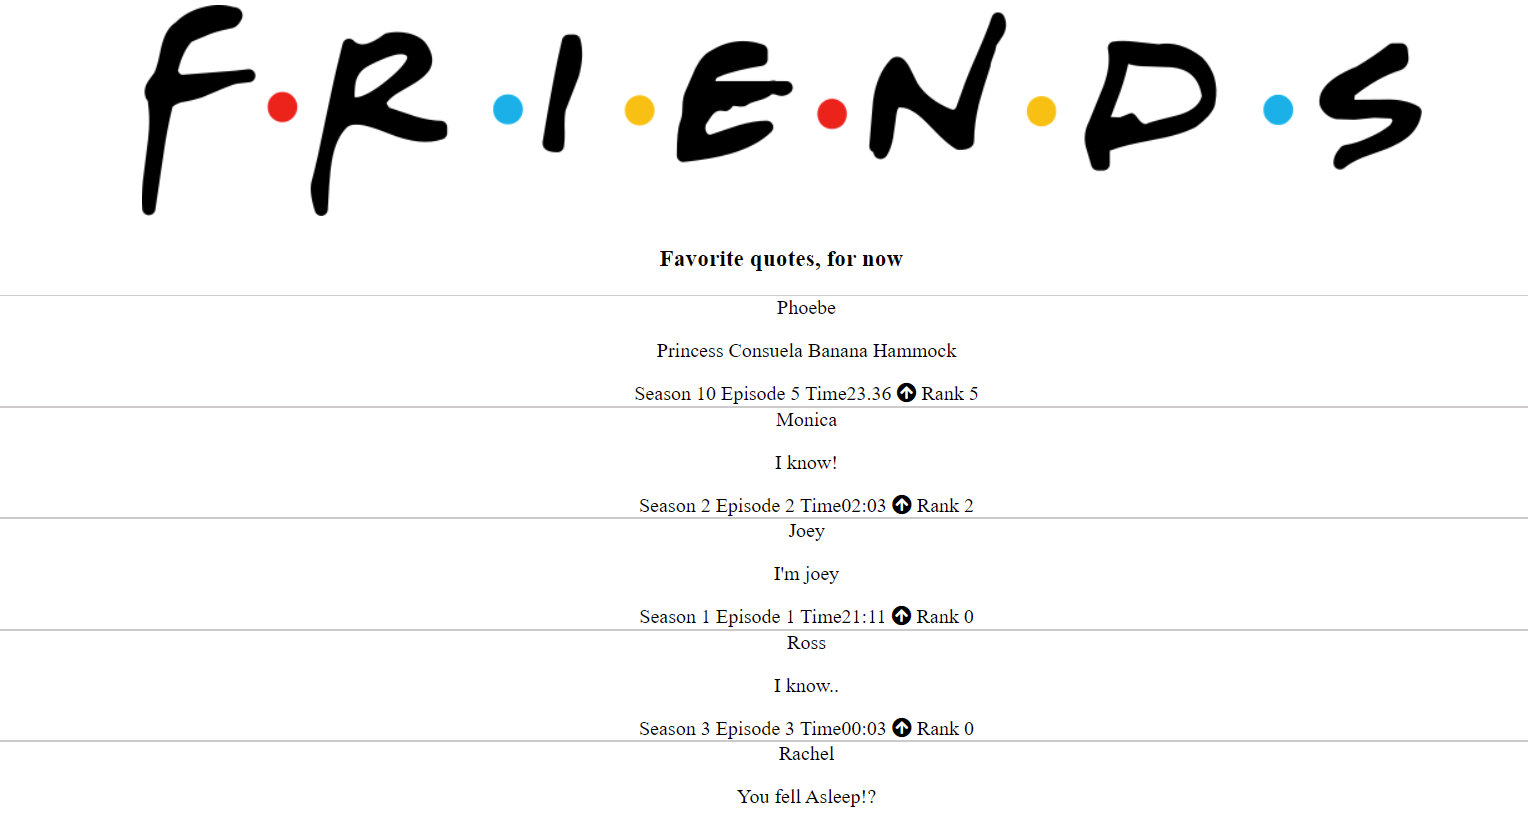 F·R·I·E·N·D·S
Favorite quotes, for now
Phoebe
Princess Consuela Banana Hammock
Season 10 Episode 5 Time23.36 Rank 5
Monica
I know!
Season 2 Episode 2 Time02:03 Rank 2
Joey
I'm joey
Season 1 Episode 1 Time21:11 Rank 0
Ross
I know..
Season 3 Episode 3 Time00:03 Rank 0
Rachel
You fell Asleep!?